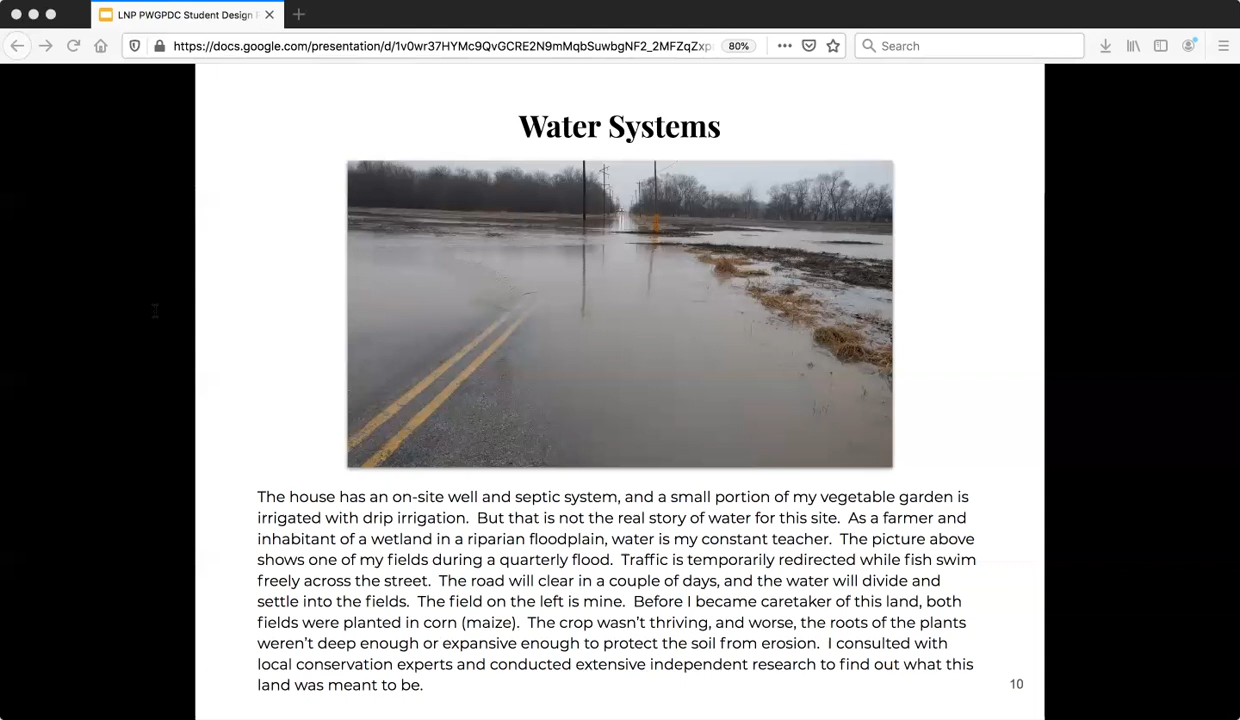 LNP PWGPDC Student Design
https://docs.google.com/presentation/d/1v0wr37HYMc9QvGCRE2N9mMqbSuwbgNF2_2MFZqZxp
80%
Search
Water Systems
The house has an on-site well and septic system, and a small portion of my vegetable garden is
irrigated with drip irrigation. But that is not the real story of water for this site. As a farmer and
inhabitant of a wetland in a riparian floodplain, water is my constant teacher. The picture above
shows one of my fields during a quarterly flood. Traffic is temporarily redirected while fish swim
freely across the street. The road will clear in a couple of days, and the water will divide and
settle into the fields. The field on the left is mine. Before I became caretaker of this land, both
fields were planted in corn (maize). The crop wasn't thriving, and worse, the roots of the plants
weren't deep enough or expansive enough to protect the soil from erosion. I consulted with
local conservation experts and conducted extensive independent research to find out what this
land was meant to be.
10